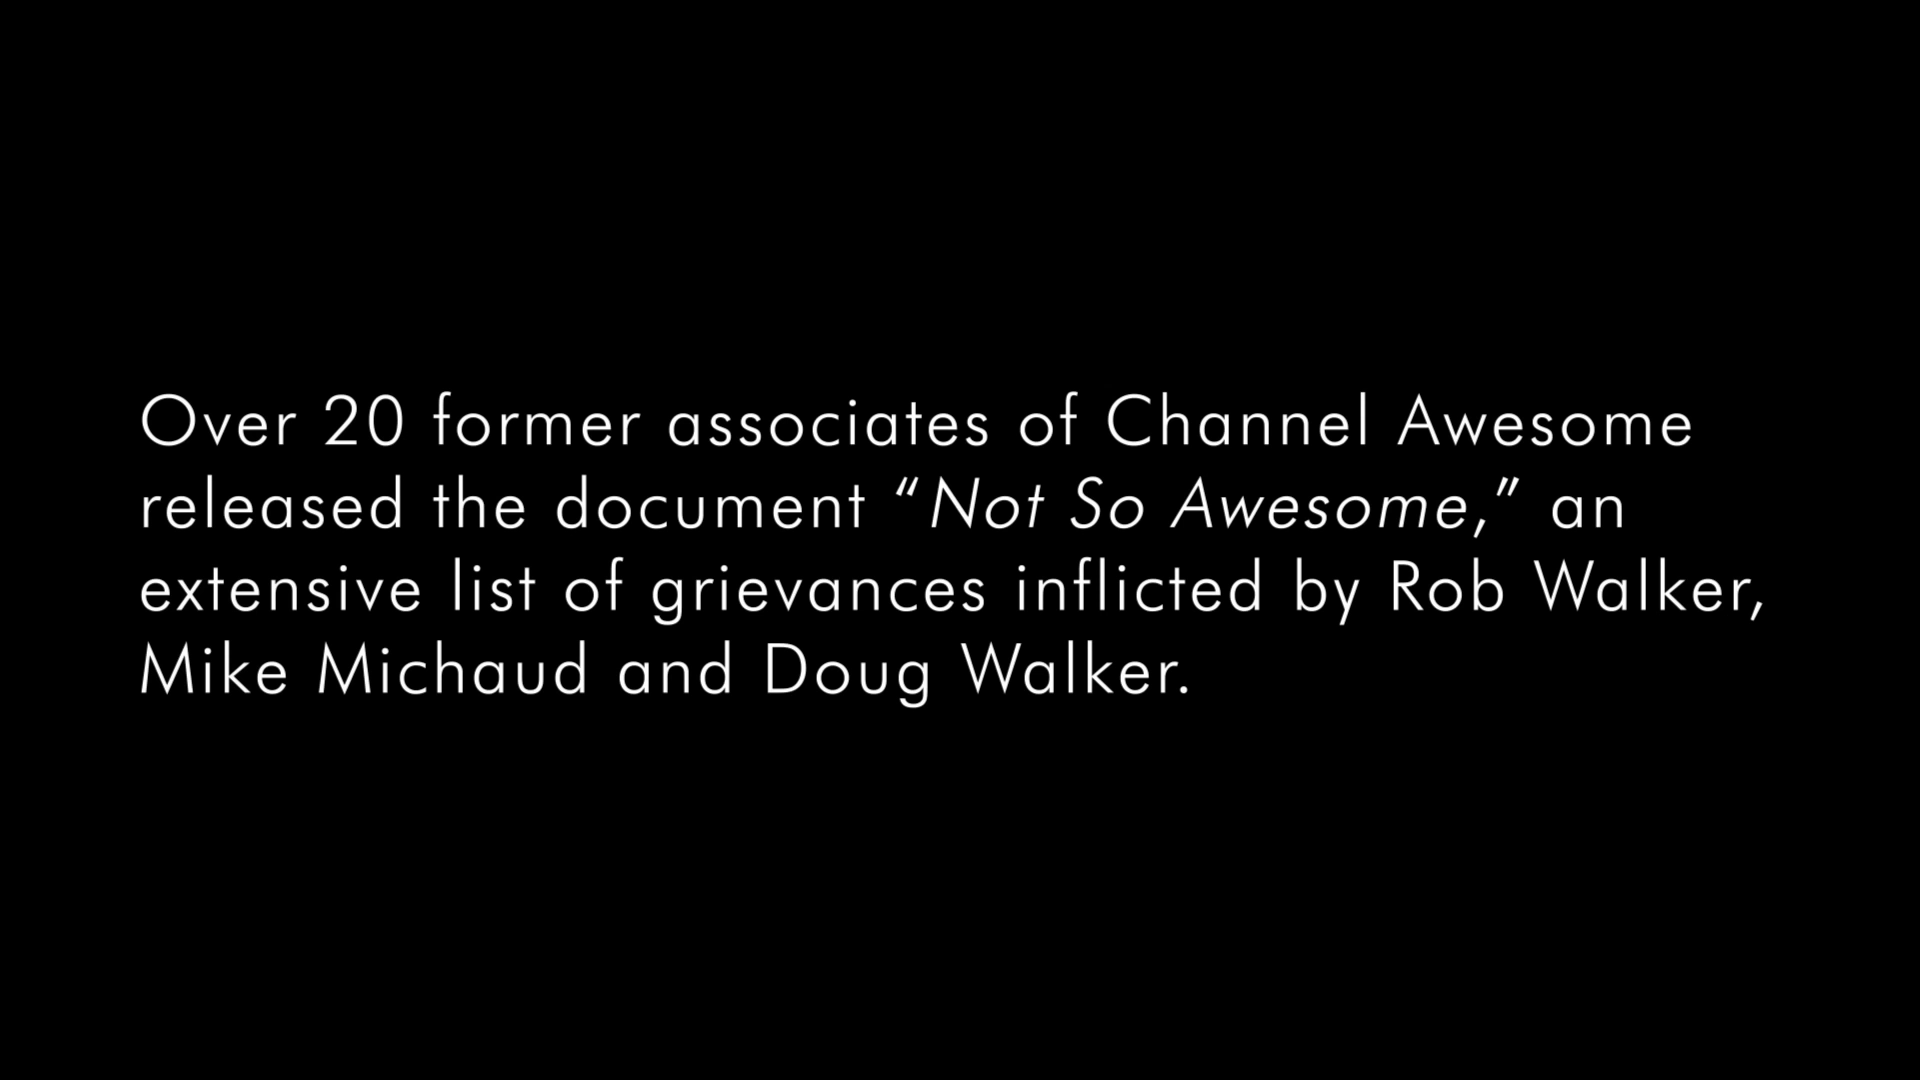 Over 20 former associates of Channel Awesome
released the document “Not So Awesome,” an
extensive list of grievances inflicted by Rob Walker,
Mike Michaud and Doug Walker.